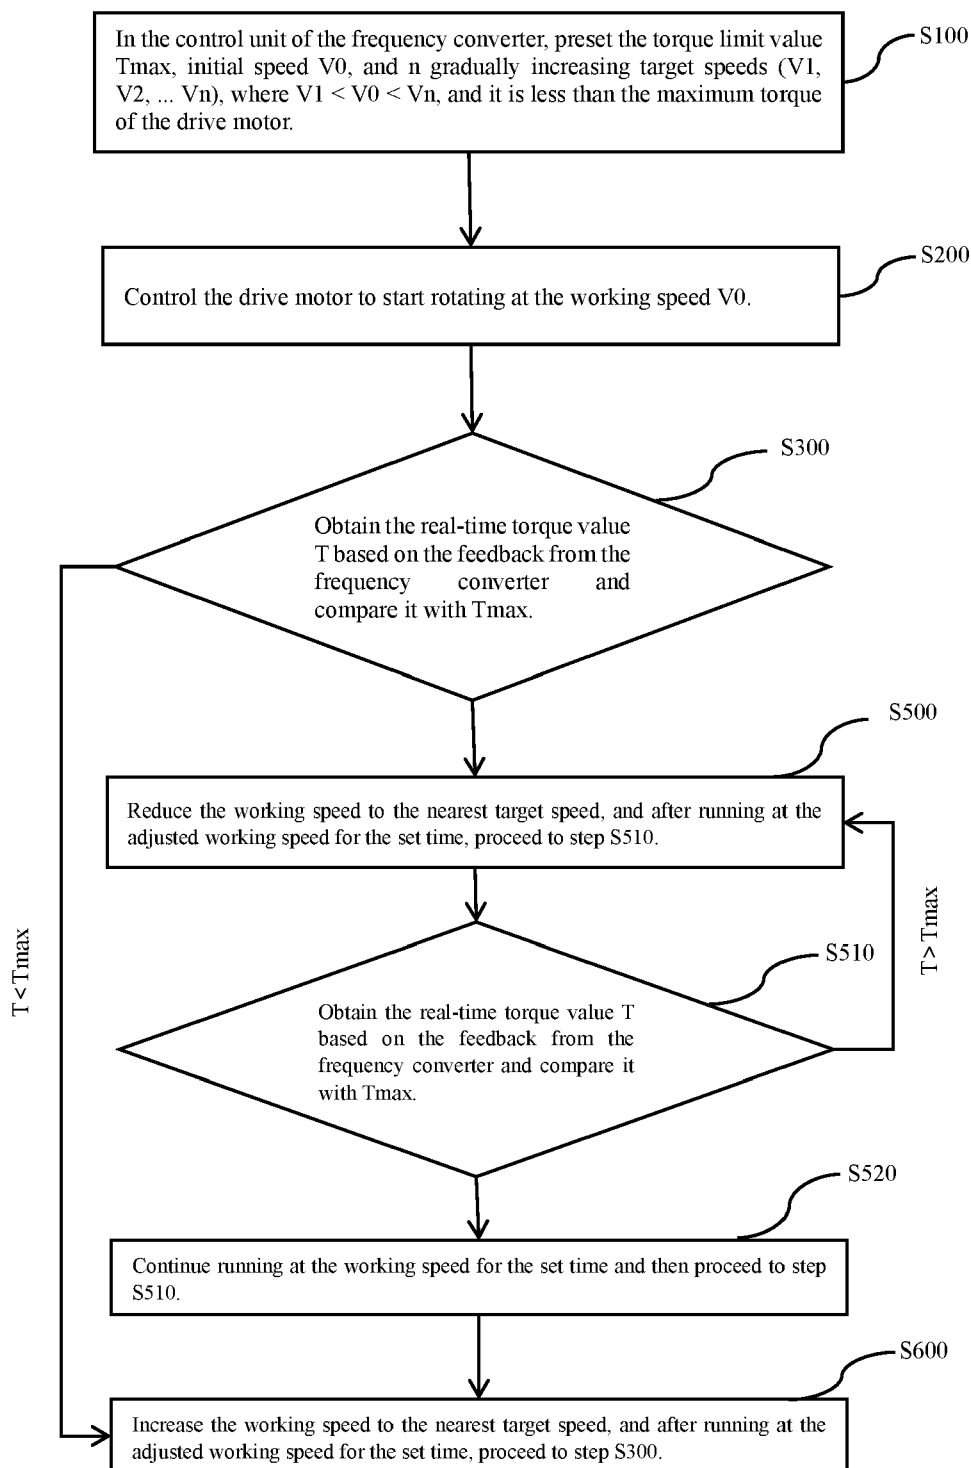 S100
In the control unit of the frequency converter, preset the torque limit value
Tmax, initial speed V0, and n gradually increasing target speeds (V1,
V2, ... Vn), where V1 < V0 < Vn, and it is less than the maximum torque
of the drive motor.
S200
Control the drive motor to start rotating at the working speed V0.
S300
Obtain the real-time torque value
T based on the feedback from the
frequency converter and
compare it with Tmax.
S500
Reduce the working speed to the nearest target speed, and after running at the
adjusted working speed for the set time, proceed to step S510.
T < Tmax
T > Tmax
S510
Obtain the real-time torque value T
based on the feedback from the
frequency converter and compare it
with Tmax.
S520
Continue running at the working speed for the set time and then proceed to step
S510.
S600
Increase the working speed to the nearest target speed, and after running at the
adjusted working speed for the set time, proceed to step S300.